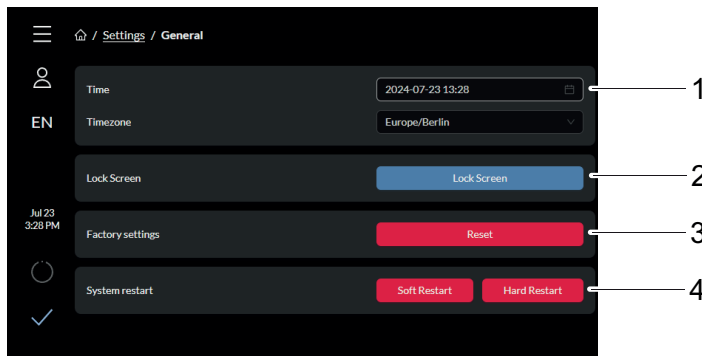 / Settings / General
Time 2024-07-23 13:28 1
EN
Timezone Europe/Berlin
Lock Screen Lock Screen 2
Jul 23
3:28 PM
Factory settings Reset 3
System restart Soft Restart Hard Restart 4